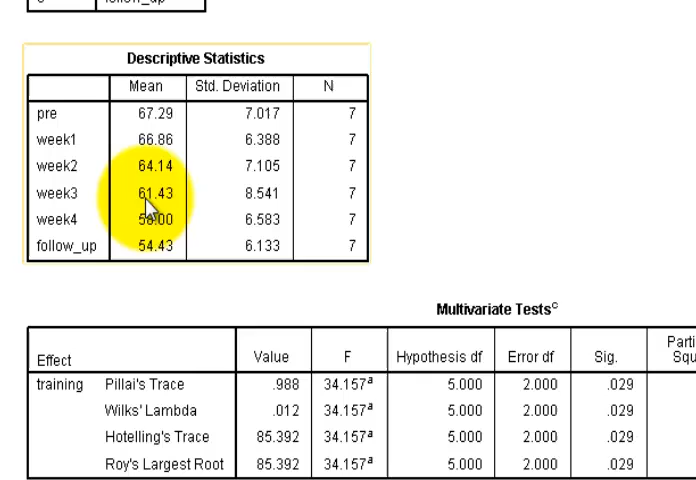 follow_up
Descriptive Statistics
Mean Std. Deviation N
pre 67.29 7.017 7
week1 66.86 6.388 7
week2 64.14 7.105 7
week3 61.43 8.541 7
week4 58.00 6.583 7
follow_up 54.43 6.133 7
Multivariate Tests^c
Effect Value F Hypothesis df Error df Sig.
training Pillai's Trace .988 34.157^a 5.000 2.000 .029
Wilks' Lambda .012 34.157^a 5.000 2.000 .029
Hotelling's Trace 85.392 34.157^a 5.000 2.000 .029
Roy's Largest Root 85.392 34.157^a 5.000 2.000 .029